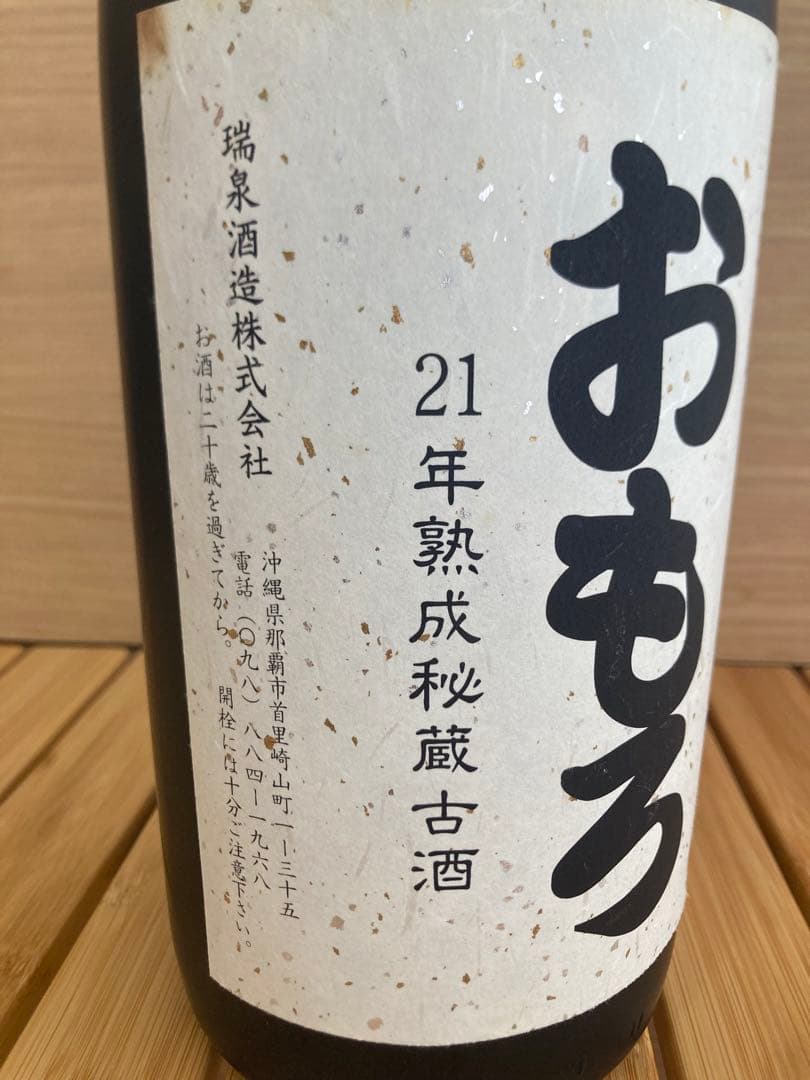 おもろ
21年熟成秘蔵古酒
沖縄県那覇市首里崎山町一ー三十五
瑞泉酒造株式会社
電話（〇九八）八八四ー一九六八
お酒は二十歳を過ぎてから。 開栓には十分ご注意下さい。